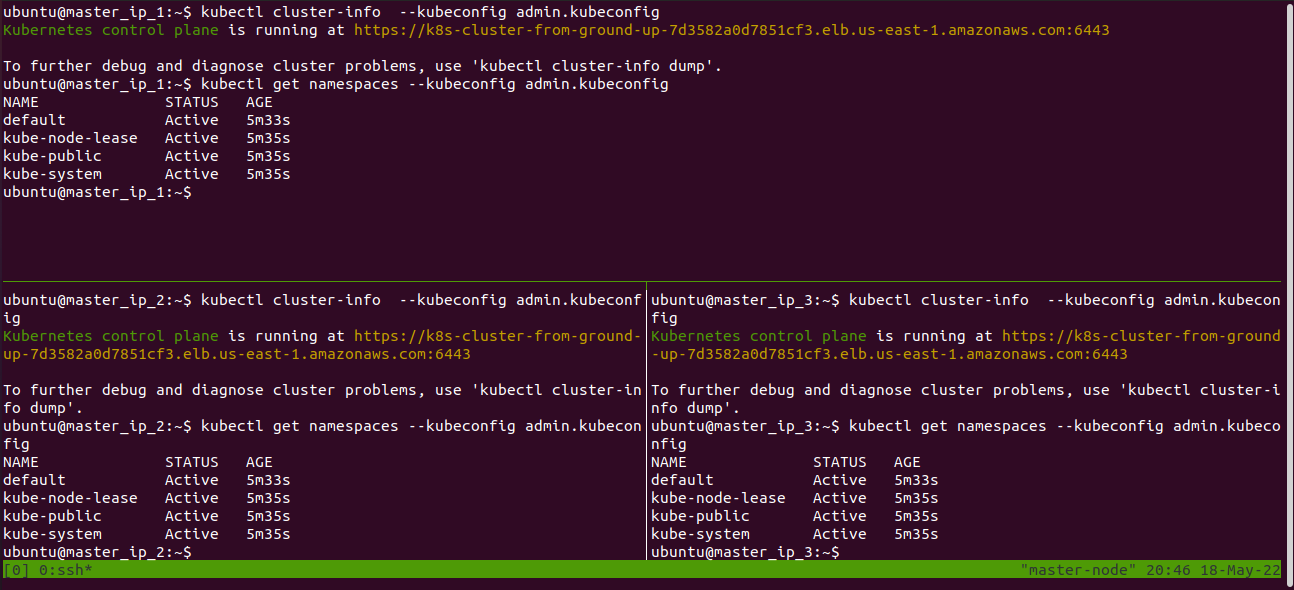 ubuntu@master_ip_1:~$ kubectl cluster-info  --kubeconfig admin.kubeconfig
Kubernetes control plane is running at https://k8s-cluster-from-ground-up-7d3582a0d7851cf3.elb.us-east-1.amazonaws.com:6443
To further debug and diagnose cluster problems, use 'kubectl cluster-info dump'.
ubuntu@master_ip_1:~$ kubectl get namespaces --kubeconfig admin.kubeconfig
NAME              STATUS   AGE
default           Active   5m33s
kube-node-lease   Active   5m35s
kube-public       Active   5m35s
kube-system       Active   5m35s
ubuntu@master_ip_1:~$
ubuntu@master_ip_2:~$ kubectl cluster-info  --kubeconfig admin.kubeconf
ig
Kubernetes control plane is running at https://k8s-cluster-from-ground-
up-7d3582a0d7851cf3.elb.us-east-1.amazonaws.com:6443
To further debug and diagnose cluster problems, use 'kubectl cluster-in
fo dump'.
ubuntu@master_ip_2:~$ kubectl get namespaces --kubeconfig admin.kubecon
fig
NAME              STATUS   AGE
default           Active   5m33s
kube-node-lease   Active   5m35s
kube-public       Active   5m35s
kube-system       Active   5m35s
ubuntu@master_ip_2:~$
ubuntu@master_ip_3:~$ kubectl cluster-info  --kubeconfig admin.kubecon
fig
Kubernetes control plane is running at https://k8s-cluster-from-ground
-up-7d3582a0d7851cf3.elb.us-east-1.amazonaws.com:6443
To further debug and diagnose cluster problems, use 'kubectl cluster-i
nfo dump'.
ubuntu@master_ip_3:~$ kubectl get namespaces --kubeconfig admin.kubeco
nfig
NAME              STATUS   AGE
default           Active   5m33s
kube-node-lease   Active   5m35s
kube-public       Active   5m35s
kube-system       Active   5m35s
ubuntu@master_ip_3:~$
[0] 0:ssh* "master-node" 20:46 18-May-22